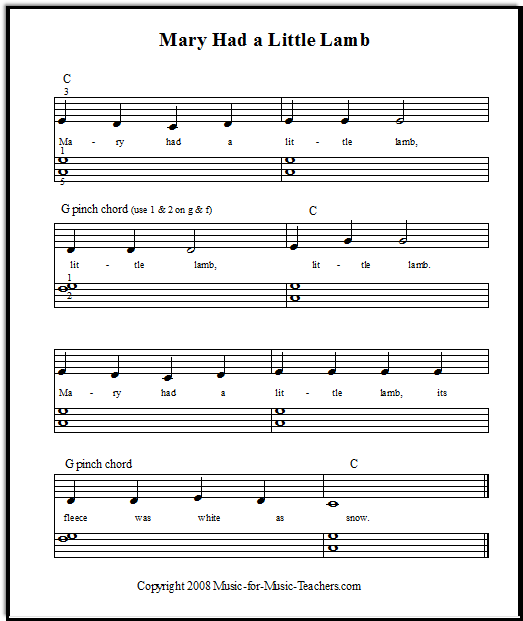 Mary Had a Little Lamb
C
3
Ma - ry had a lit - tle lamb,
1
5
G pinch chord (use 1 & 2 on g & f) C
lit - tle lamb, lit - tle lamb.
1
2
Ma - ry had a lit - tle lamb, its
G pinch chord C
fleece was white as snow.
Copyright 2008 Music-for-Music-Teachers.com